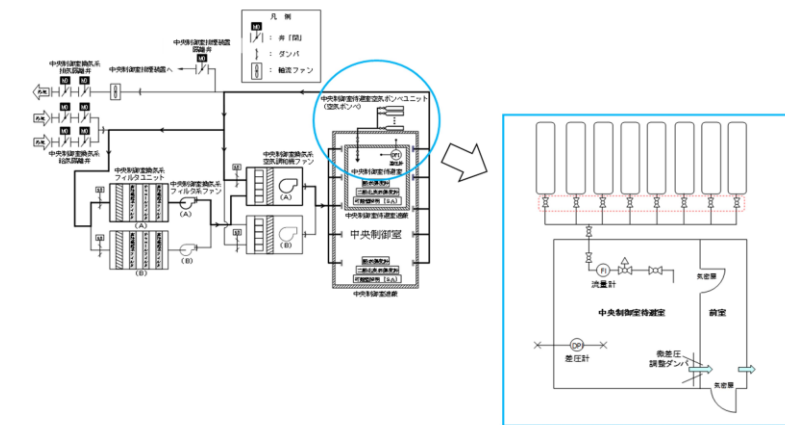 凡 例
MO
： 弁「閉」
： ダンパ
： 軸流ファン
中央制御室排煙装置
隔離弁
MO
中央制御室換気系
排気隔離弁
中央制御室排煙装置へ
MO MO
外気
MO MO
外気
MO MO
外気
中央制御室換気系
給気隔離弁
中央制御室待避室空気ボンベユニット
(空気ボンベ)
中央制御室換気系
フィルタユニット
中央制御室換気系
フィルタ系ファン
中央制御室換気系
空気調和機ファン
(A)
(A)
(A)
(B)
(B)
(B)
中央制御室待避室
中央制御室待避室遮蔽
中央制御室
中央制御室遮蔽
FI
流量計
気密扉
中央制御室待避室
前室
DP
差圧計
微差圧
調整ダンパ
気密扉